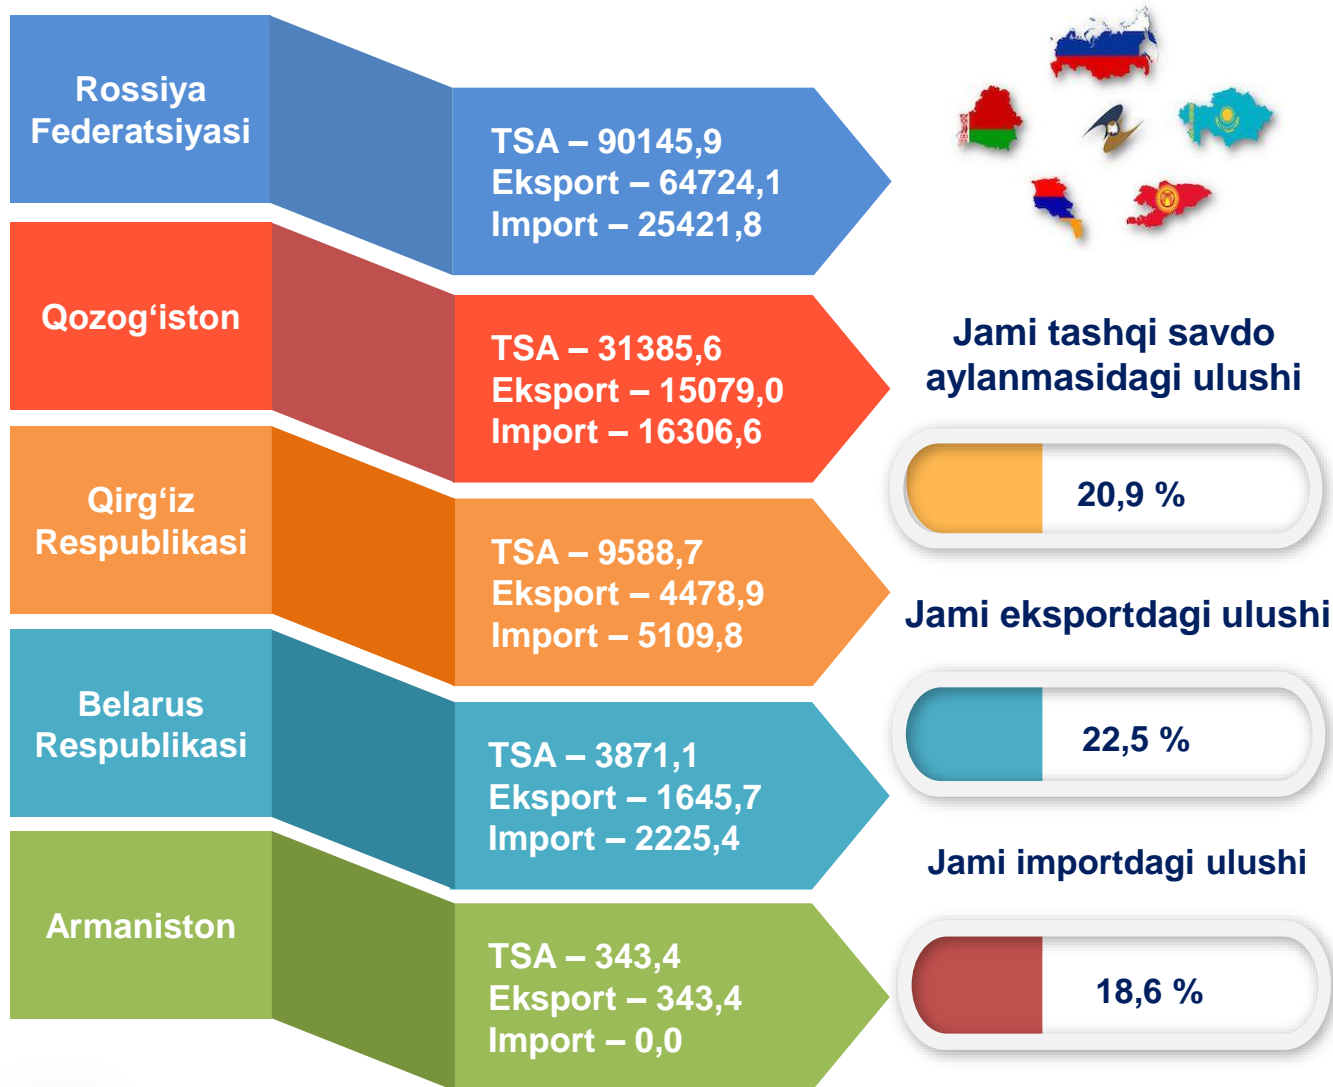 Rossiya
Federatsiyasi
TSA – 90145,9
Eksport – 64724,1
Import – 25421,8
Qozog‘iston
TSA – 31385,6
Eksport – 15079,0
Import – 16306,6
Qirg‘iz
Respublikasi
TSA – 9588,7
Eksport – 4478,9
Import – 5109,8
Belarus
Respublikasi
TSA – 3871,1
Eksport – 1645,7
Import – 2225,4
Armaniston
TSA – 343,4
Eksport – 343,4
Import – 0,0
Jami tashqi savdo
aylanmasidagi ulushi
20,9 %
Jami eksportdagi ulushi
22,5 %
Jami importdagi ulushi
18,6 %